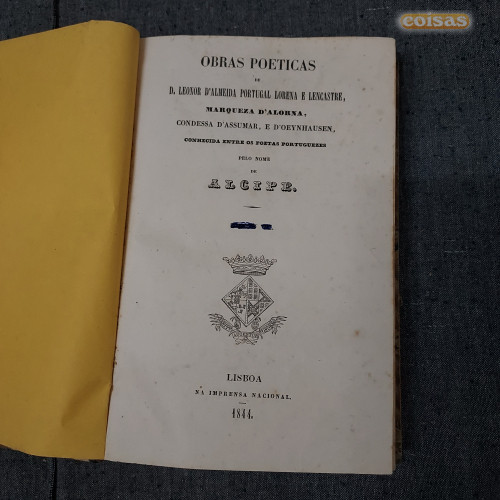 eoisas
OBRAS POETICAS
DE
D. LEONOR D'ALMEIDA PORTUGAL LORENA E LENCASTRE,
MARQUEZA D'ALORNA,
CONDESSA D'ASSUMAR, E D'OEYNHAUSEN,
CONHECIDA ENTRE OS POETAS PORTUGUEZES
PELO NOME
DE
ALCIPE.
LISBOA
NA IMPRENSA NACIONAL.
1844.